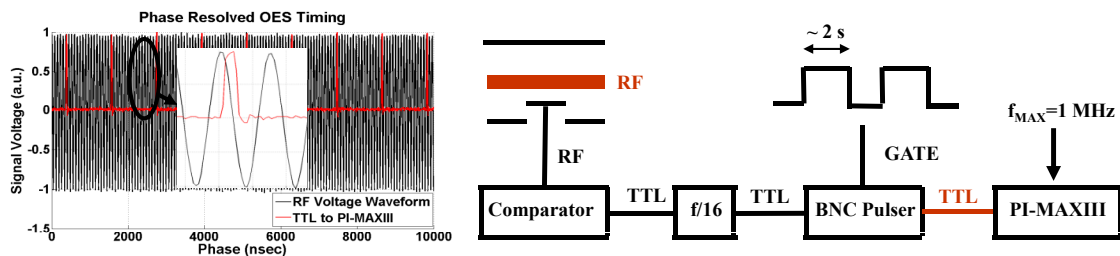 Phase Resolved OES Timing
Signal Voltage (a.u.)
1
0.5
0
-0.5
-1
-1.5
0
2000
4000
6000
8000
10000
Phase (nsec)
RF Voltage Waveform
TTL to PI-MAXIII
RF
RF
~ 2 s
GATE
fMAX=1 MHz
Comparator
TTL
f/16
TTL
BNC Pulser
TTL
PI-MAXIII